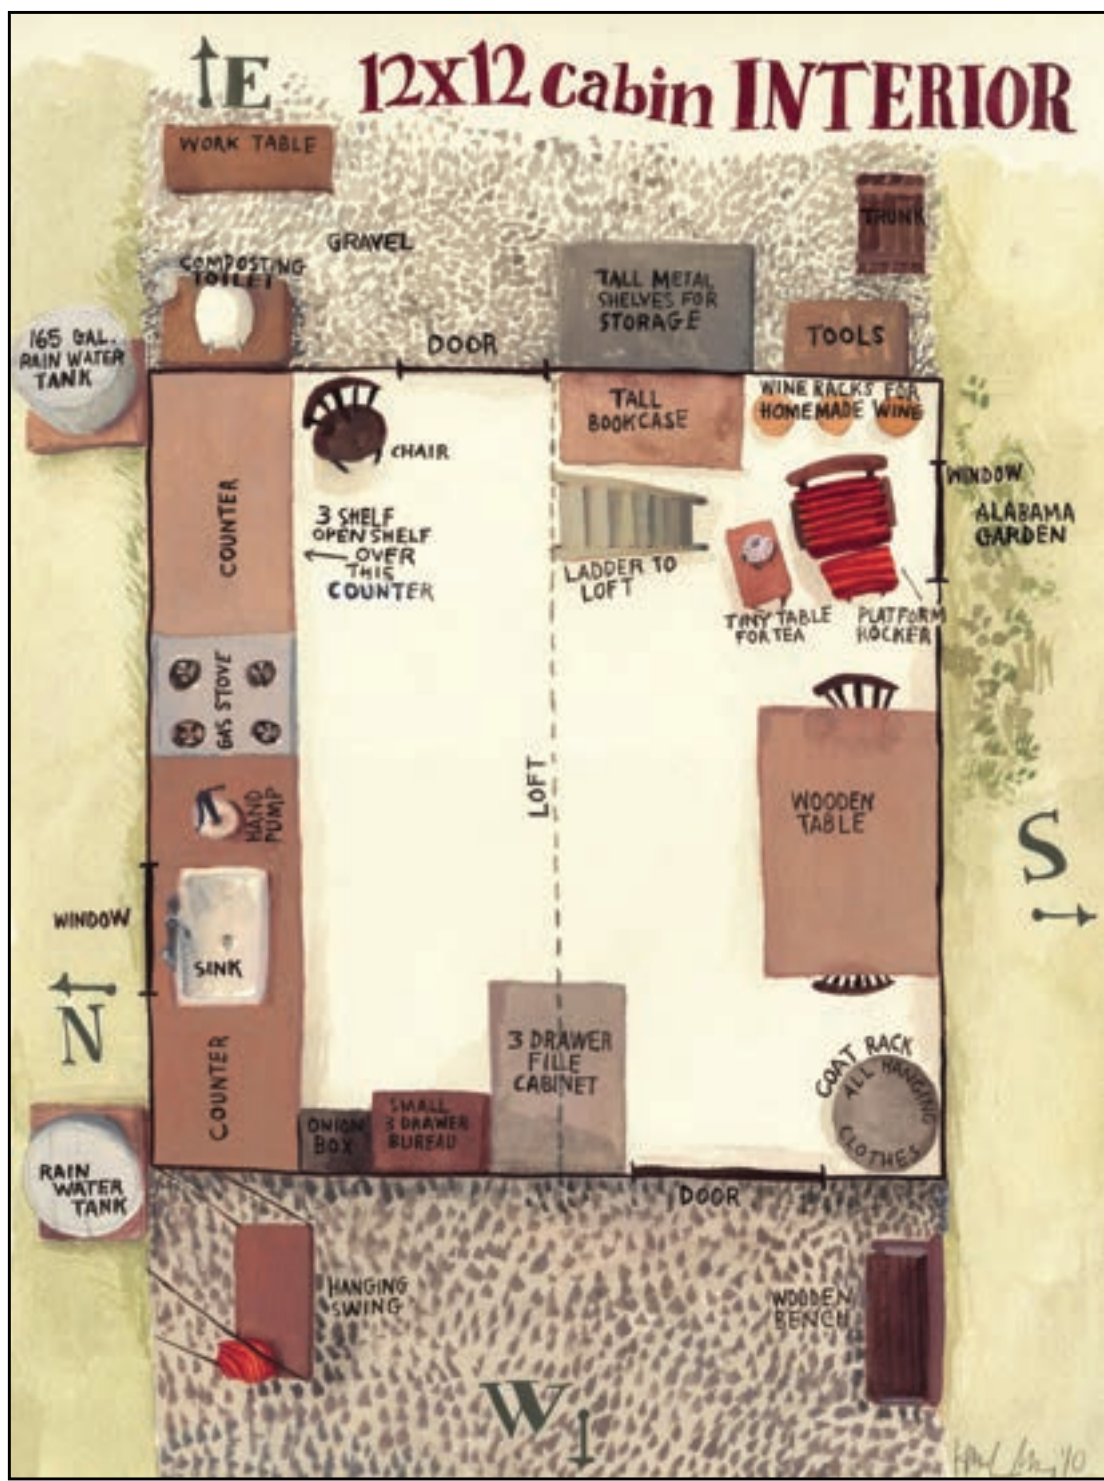 E
12x12 cabin INTERIOR
WORK TABLE
TRUNK
GRAVEL
COMPOSTING
TOILET
TALL METAL
SHELVES FOR
STORAGE
165 GAL.
RAIN WATER
TANK
DOOR
TOOLS
TALL
BOOKCASE
WINE RACKS FOR
HOMEMADE WINE
CHAIR
WINDOW
COUNTER
3 SHELF
OPEN SHELF
OVER
THIS
COUNTER
ALABAMA
GARDEN
LADDER TO
LOFT
TINY TABLE
FOR TEA
PLATFORM
ROCKER
GAS STOVE
LOFT
HAND
PUMP
WOODEN
TABLE
S
WINDOW
SINK
N
COUNTER
3 DRAWER
FILLE
CABINET
COAT RACK
ALL HANGING
CLOTHES
ONION
BOX
SMALL
3 DRAWER
BUREAU
RAIN
WATER
TANK
DOOR
HANGING
SWING
WOODEN
BENCH
W
'10